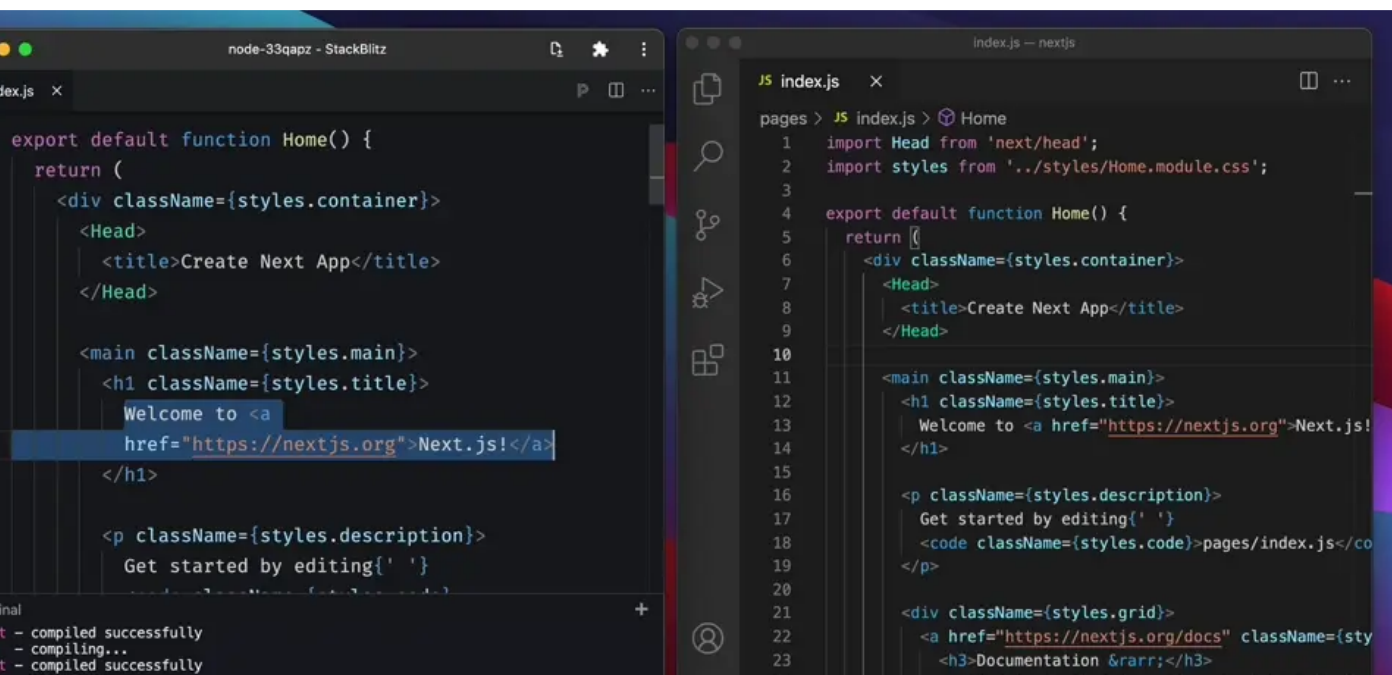 node-33qapz - StackBlitz
dex.js
export default function Home() {
return (
<div className={styles.container}>
<Head>
<title>Create Next App</title>
</Head>
<main className={styles.main}>
<h1 className={styles.title}>
Welcome to <a
href="https://nextjs.org">Next.js!</a>
</h1>
<p className={styles.description}>
Get started by editing{' '}
inal
t - compiled successfully
- compiling...
t - compiled successfully
index.js — nextjs
JS index.js
pages > JS index.js > Home
1 import Head from 'next/head';
2 import styles from '../styles/Home.module.css';
3
4 export default function Home() {
5 return (
6 <div className={styles.container}>
7 <Head>
8 <title>Create Next App</title>
9 </Head>
10
11 <main className={styles.main}>
12 <h1 className={styles.title}>
13 Welcome to <a href="https://nextjs.org">Next.js!
14 </h1>
15
16 <p className={styles.description}>
17 Get started by editing{' '}
18 <code className={styles.code}>pages/index.js</co
19 </p>
20
21 <div className={styles.grid}>
22 <a href="https://nextjs.org/docs" className={sty
23 <h3>Documentation &rarr;</h3>